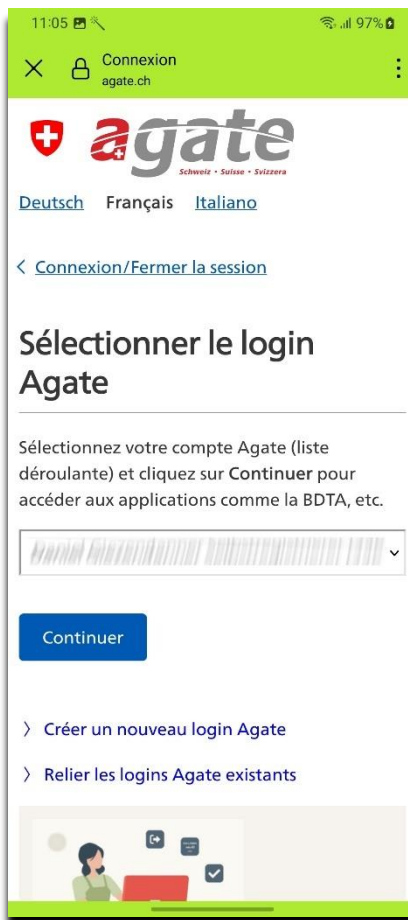 11:05 97%
Connexion
agate.ch
agate
Schweiz • Suisse • Svizzera
Deutsch Français Italiano
Connexion/Fermer la session
Sélectionner le login
Agate
Sélectionnez votre compte Agate (liste
déroulante) et cliquez sur Continuer pour
accéder aux applications comme la BDTA, etc.
Continuer
Créer un nouveau login Agate
Relier les logins Agate existants